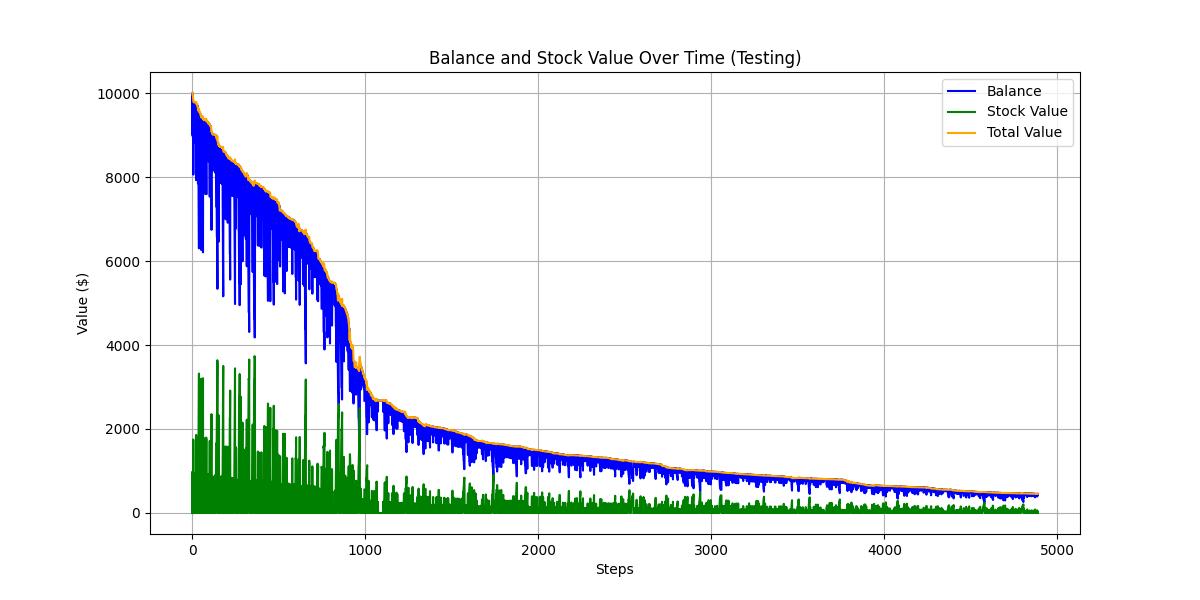 Balance and Stock Value Over Time (Testing)
Balance
Stock Value
Total Value
Value ($)
10000
8000
6000
4000
2000
0
0 1000 2000 3000 4000 5000
Steps